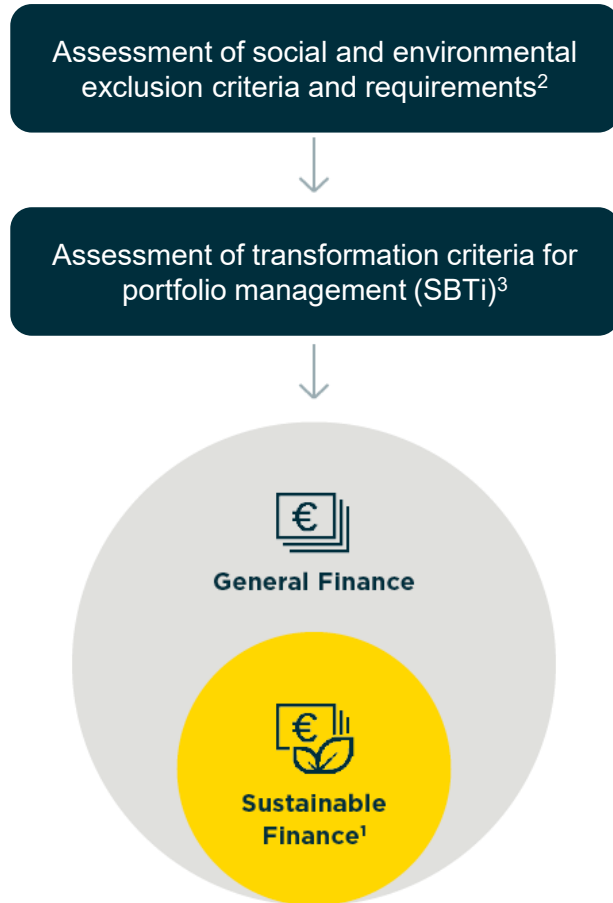 Assessment of social and environmental
exclusion criteria and requirements²
Assessment of transformation criteria for
portfolio management (SBTi)³
€
General Finance
€
Sustainable
Finance¹